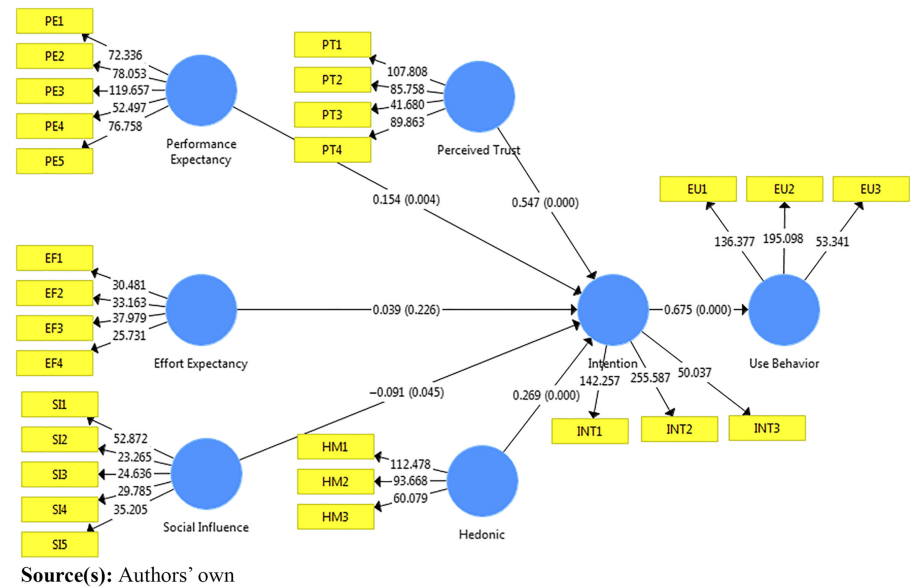 PE1
PE2
PE3
PE4
PE5
72.336
78.053
119.657
52.497
76.758
Performance
Expectancy
PT1
PT2
PT3
PT4
107.808
85.758
41.680
89.863
Perceived Trust
0.154 (0.004)
0.547 (0.000)
EU1
EU2
EU3
136.377
195.098
53.341
EF1
EF2
EF3
EF4
30.481
33.163
37.979
25.731
Effort Expectancy
0.039 (0.226)
0.675 (0.000)
Intention
Use Behavior
142.257
255.587
50.037
INT1
INT2
INT3
−0.091 (0.045)
0.269 (0.000)
SI1
SI2
SI3
SI4
SI5
52.872
23.265
24.636
29.785
35.205
Social Influence
HM1
HM2
HM3
112.478
93.668
60.079
Hedonic
Source(s): Authors’ own